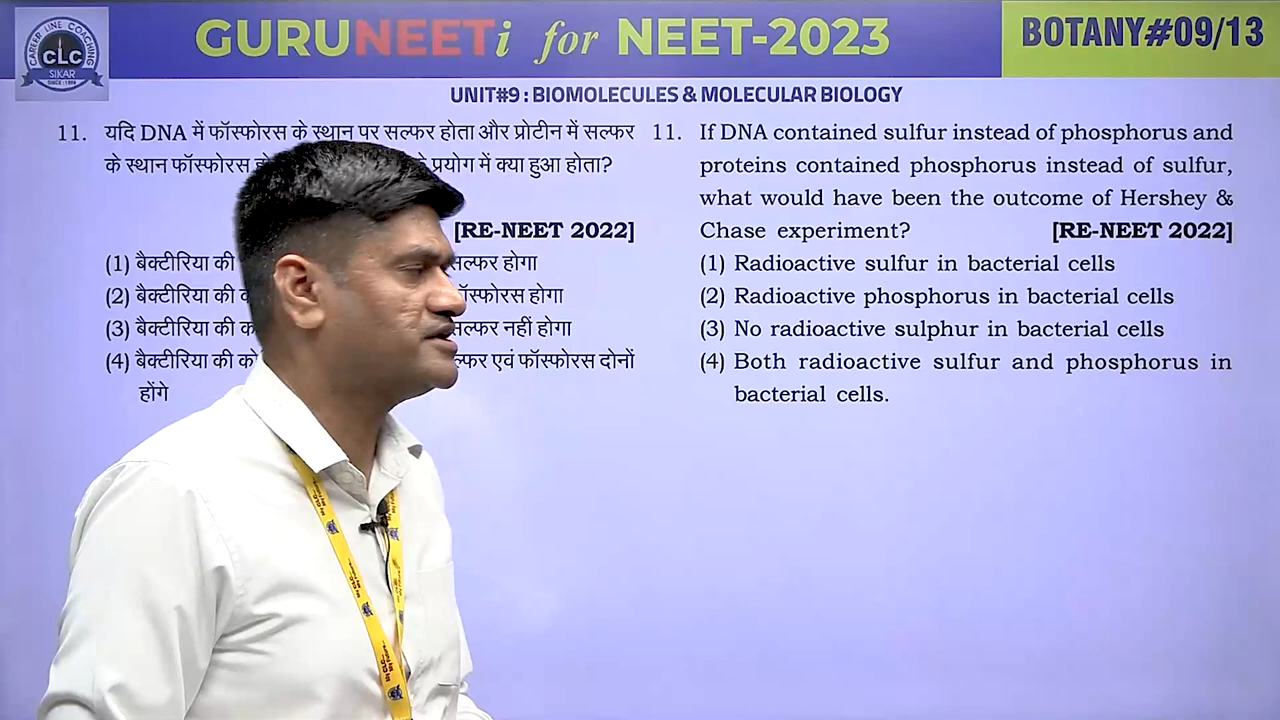 CAREER LINE COACHING
CLC
SIKAR
SINCE : 1996
GURUNEETi for NEET-2023
BOTANY#09/13
UNIT#9 : BIOMOLECULES & MOLECULAR BIOLOGY
11. यदि DNA में फॉस्फोरस के स्थान पर सल्फर होता और प्रोटीन में सल्फर
के स्थान फॉस्फोरस प्रयोग में क्या हुआ होता?
[RE-NEET 2022]
(1) बैक्टीरिया की सल्फर होगा
(2) बैक्टीरिया की फॉस्फोरस होगा
(3) बैक्टीरिया की सल्फर नहीं होगा
(4) बैक्टीरिया की सल्फर एवं फॉस्फोरस दोनों
होंगे
11. If DNA contained sulfur instead of phosphorus and
proteins contained phosphorus instead of sulfur,
what would have been the outcome of Hershey &
Chase experiment? [RE-NEET 2022]
(1) Radioactive sulfur in bacterial cells
(2) Radioactive phosphorus in bacterial cells
(3) No radioactive sulphur in bacterial cells
(4) Both radioactive sulfur and phosphorus in
bacterial cells.